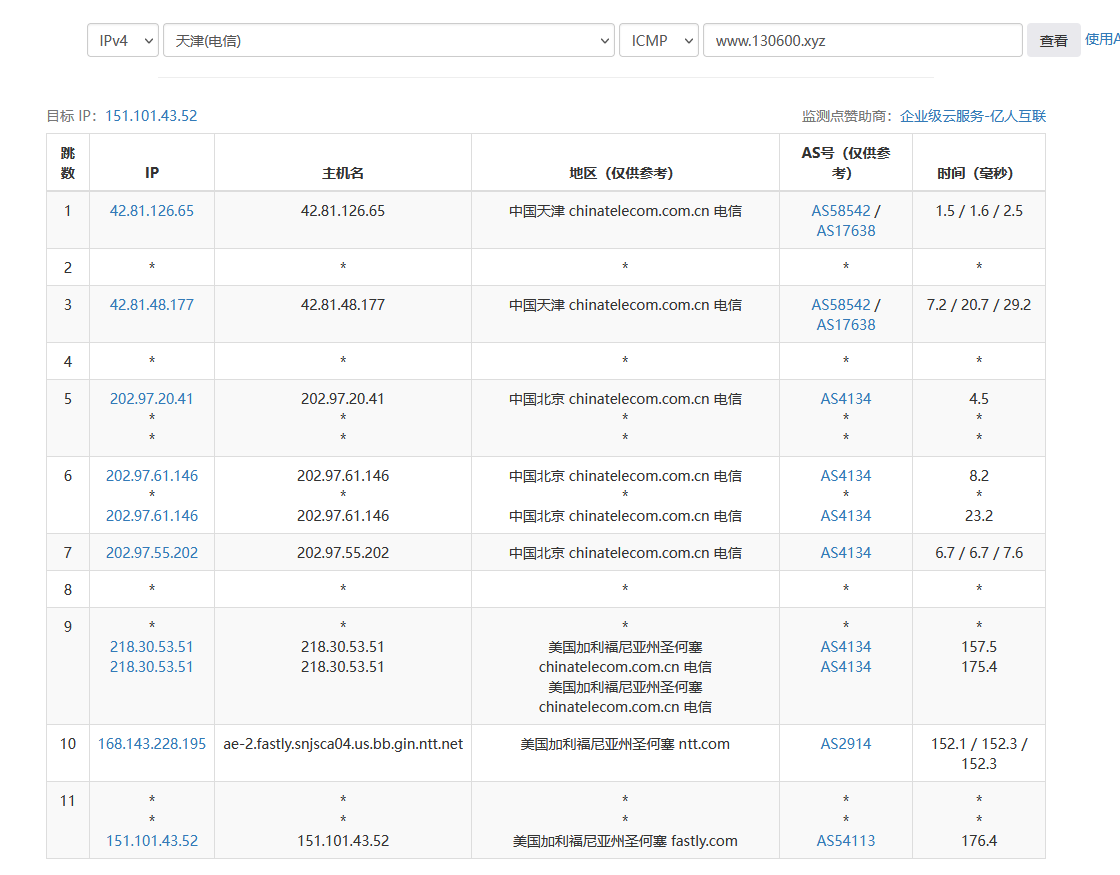 IPv4 天津(电信) ICMP www.130600.xyz 查看 使用A
目标 IP：151.101.43.52 监测点赞助商：企业级云服务-亿人互联
跳数 IP 主机名 地区（仅供参考） AS号（仅供参考） 时间（毫秒）
1 42.81.126.65 42.81.126.65 中国天津 chinatelecom.com.cn 电信 AS58542 / 1.5 / 1.6 / 2.5
AS17638
2 * * * * *
3 42.81.48.177 42.81.48.177 中国天津 chinatelecom.com.cn 电信 AS58542 / 7.2 / 20.7 / 29.2
AS17638
4 * * * * *
5 202.97.20.41 202.97.20.41 中国北京 chinatelecom.com.cn 电信 AS4134 4.5
* * * * *
* * * * *
6 202.97.61.146 202.97.61.146 中国北京 chinatelecom.com.cn 电信 AS4134 8.2
* * * * *
202.97.61.146 202.97.61.146 中国北京 chinatelecom.com.cn 电信 AS4134 23.2
7 202.97.55.202 202.97.55.202 中国北京 chinatelecom.com.cn 电信 AS4134 6.7 / 6.7 / 7.6
8 * * * * *
9 * * * * *
218.30.53.51 218.30.53.51 美国加利福尼亚州圣何塞 AS4134 157.5
218.30.53.51 218.30.53.51 chinatelecom.com.cn 电信 AS4134 175.4
美国加利福尼亚州圣何塞
chinatelecom.com.cn 电信
10 168.143.228.195 ae-2.fastly.snjsca04.us.bb.gin.ntt.net 美国加利福尼亚州圣何塞 ntt.com AS2914 152.1 / 152.3 /
152.3
11 * * * * *
* * * * *
151.101.43.52 151.101.43.52 美国加利福尼亚州圣何塞 fastly.com AS54113 176.4